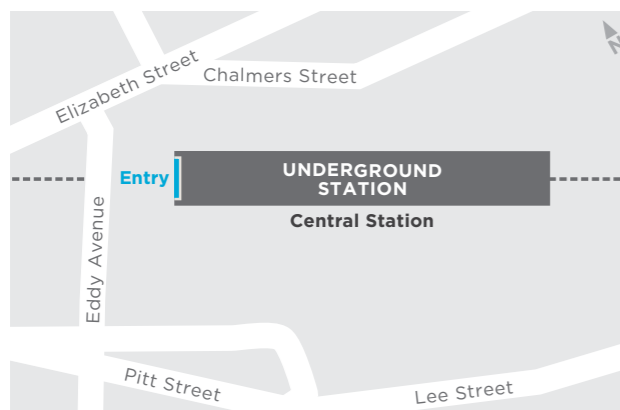 N
Elizabeth Street
Chalmers Street
Entry
UNDERGROUND
STATION
Central Station
Eddy Avenue
Pitt Street
Lee Street